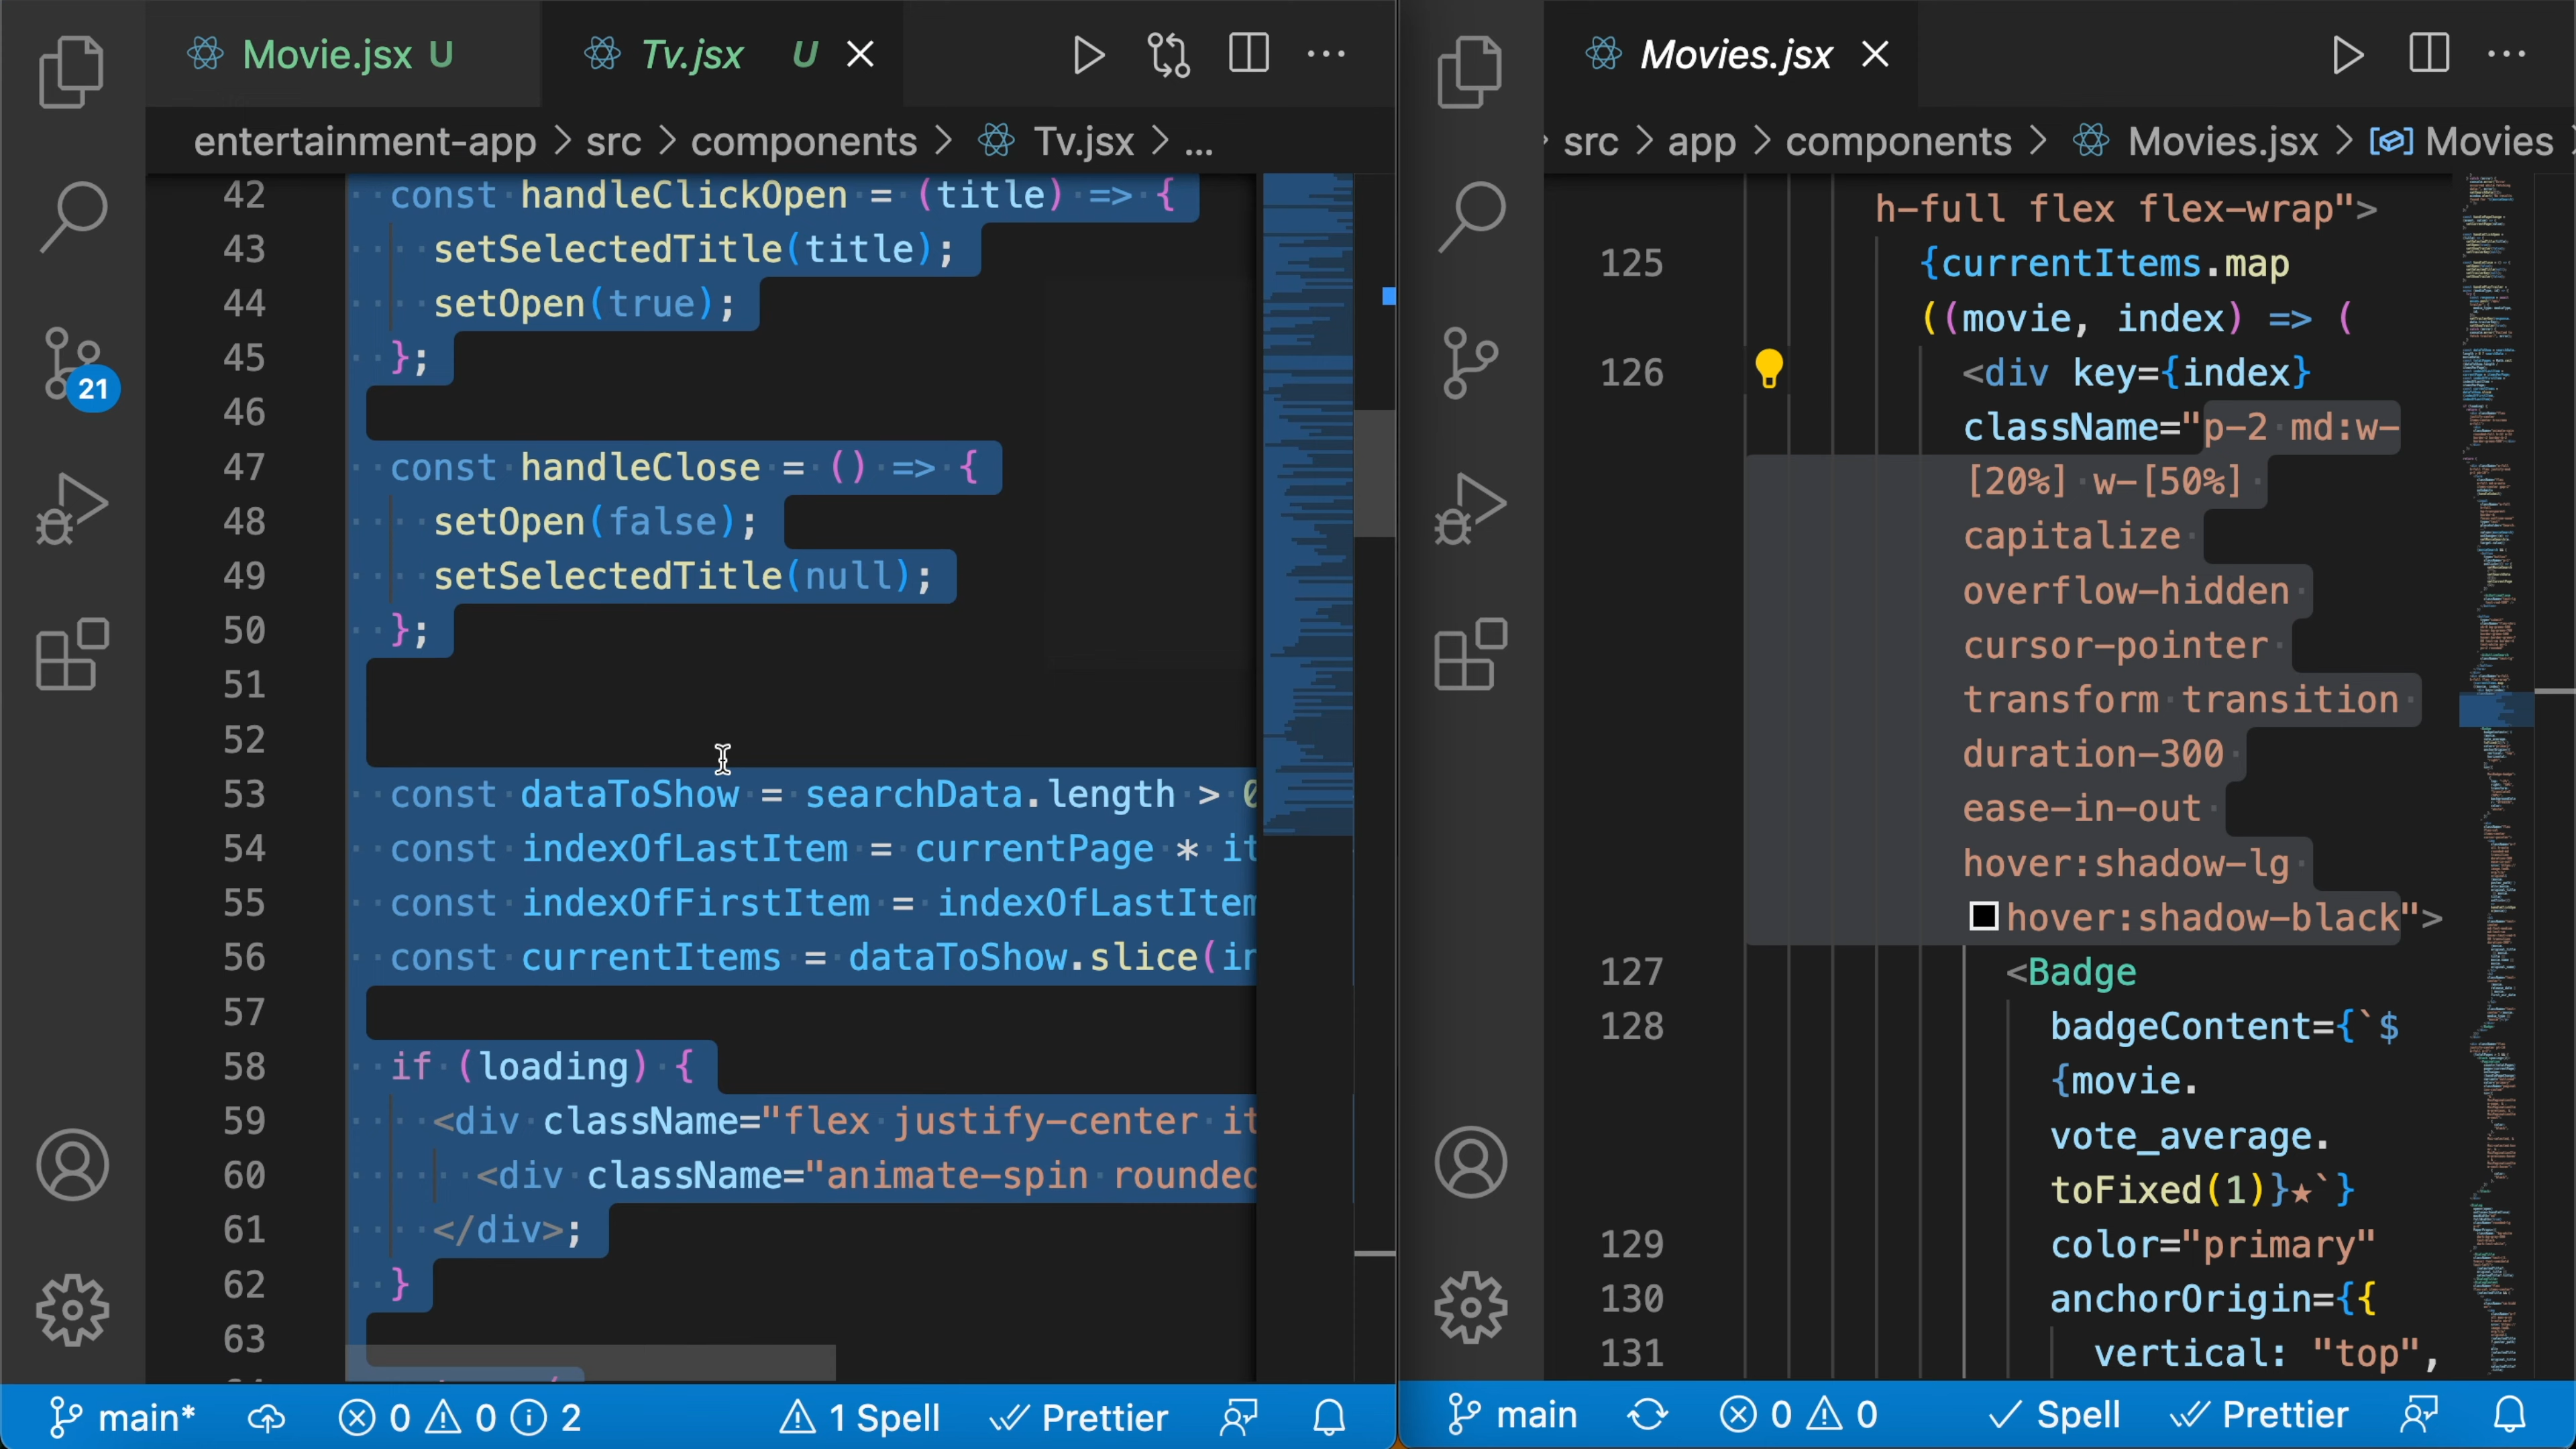 Movie.jsx U
Tv.jsx U
entertainment-app > src > components > Tv.jsx > ...
42 const handleClickOpen = (title) => {
43 setSelectedTitle(title);
44 setOpen(true);
45 };
46
47 const handleClose = () => {
48 setOpen(false);
49 setSelectedTitle(null);
50 };
51
52
53 const dataToShow = searchData.length > 0
54 const indexOfLastItem = currentPage * it
55 const indexOfFirstItem = indexOfLastItem
56 const currentItems = dataToShow.slice(in
57
58 if (loading) {
59 <div className="flex justify-center it
60 <div className="animate-spin rounded
61 </div>;
62 }
63
21
main* 0 0 2 1 Spell Prettier
Movies.jsx
> src > app > components > Movies.jsx > Movies
h-full flex flex-wrap">
125 {currentItems.map
((movie, index) => (
126 <div key={index}
className="p-2 md:w-
[20%] w-[50%]
capitalize
overflow-hidden
cursor-pointer
transform transition
duration-300
ease-in-out
hover:shadow-lg
hover:shadow-black">
127 <Badge
128 badgeContent={`$
{movie.
vote_average.
toFixed(1)}★`}
129 color="primary"
130 anchorOrigin={{
131 vertical: "top",
main 0 0 Spell Prettier